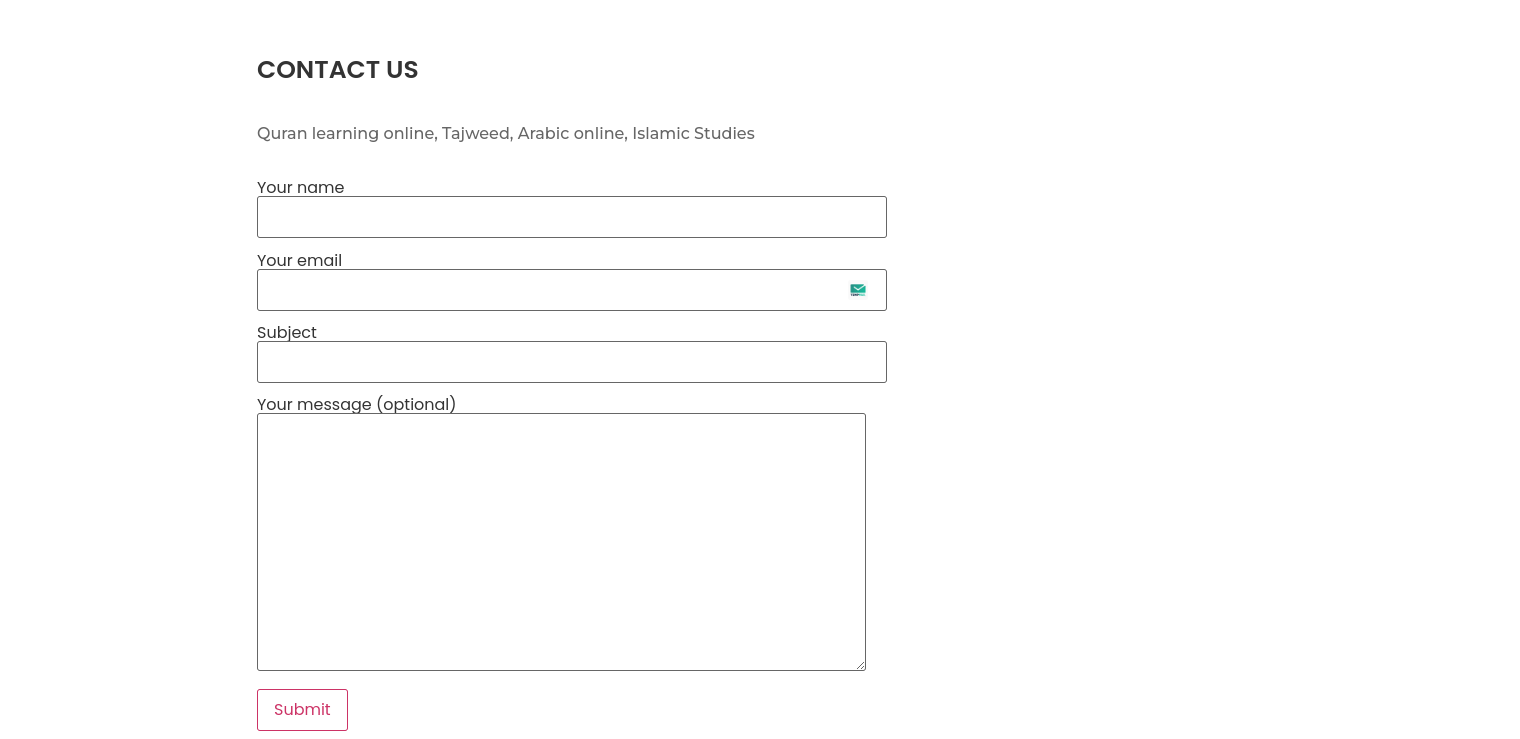 CONTACT US
Quran learning online, Tajweed, Arabic online, Islamic Studies
Your name
Your email
Subject
Your message (optional)
Submit